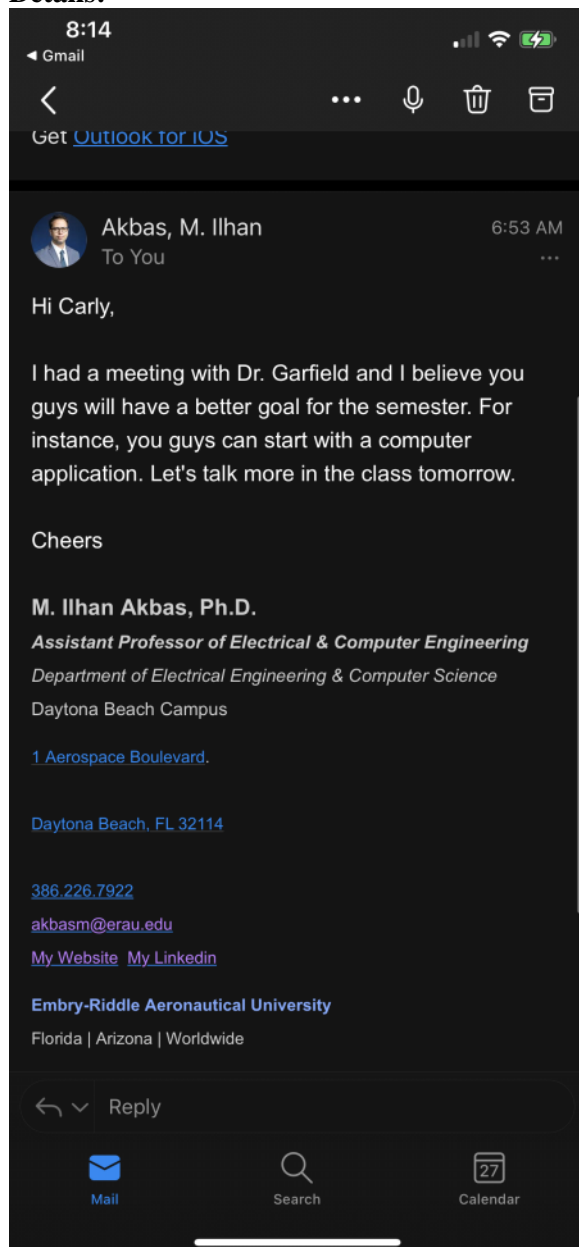 Details:
8:14
◄ Gmail
Get Outlook for iOS
Akbas, M. Ilhan
6:53 AM
To You
Hi Carly,
I had a meeting with Dr. Garfield and I believe you
guys will have a better goal for the semester. For
instance, you guys can start with a computer
application. Let's talk more in the class tomorrow.
Cheers
M. Ilhan Akbas, Ph.D.
Assistant Professor of Electrical & Computer Engineering
Department of Electrical Engineering & Computer Science
Daytona Beach Campus
1 Aerospace Boulevard.
Daytona Beach, FL 32114
386.226.7922
akbasm@erau.edu
My Website My Linkedin
Embry-Riddle Aeronautical University
Florida | Arizona | Worldwide
Reply
27
Mail Search Calendar